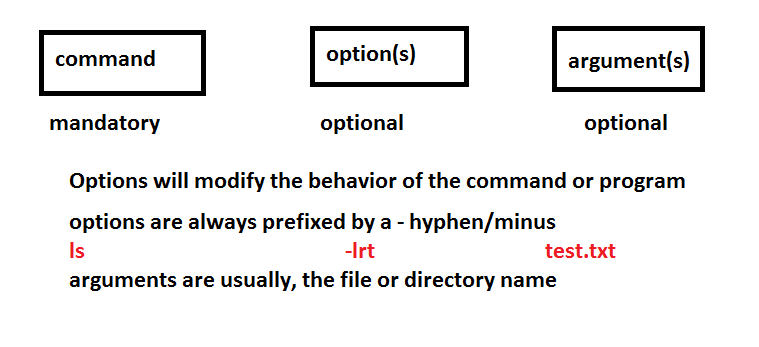 command option(s) argument(s)
mandatory optional optional
Options will modify the behavior of the command or program
options are always prefixed by a - hyphen/minus
ls -lrt test.txt
arguments are usually, the file or directory name